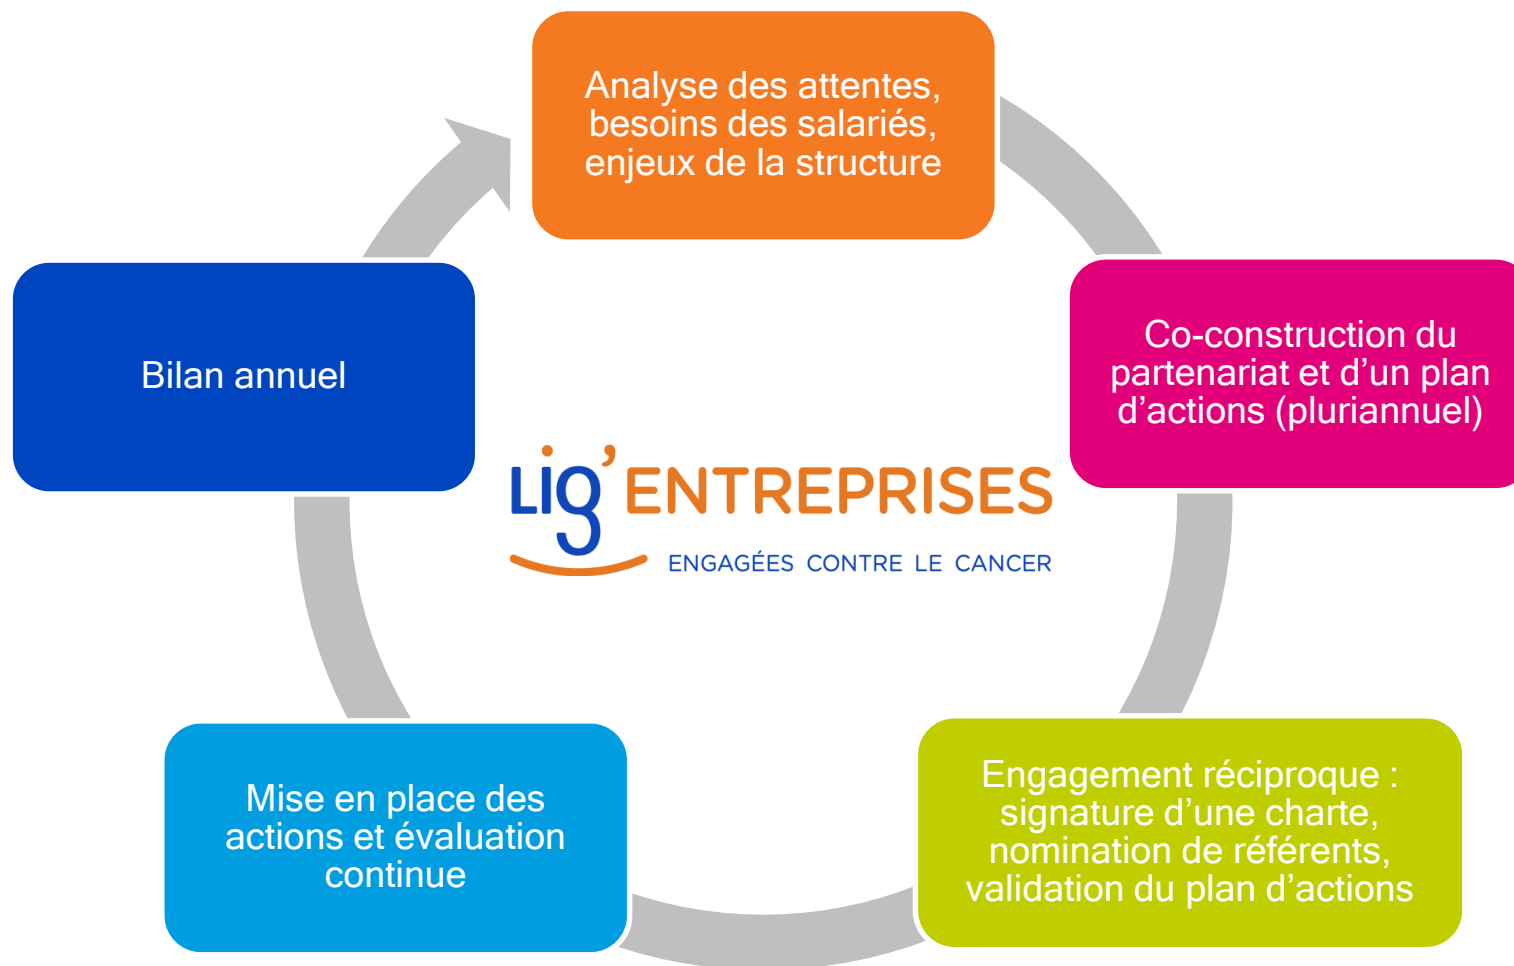 Analyse des attentes,
besoins des salariés,
enjeux de la structure
Co-construction du
partenariat et d’un plan
d’actions (pluriannuel)
Engagement réciproque :
signature d’une charte,
nomination de référents,
validation du plan d’actions
Mise en place des
actions et évaluation
continue
Bilan annuel
Lig’ENTREPRISES
ENGAGÉES CONTRE LE CANCER